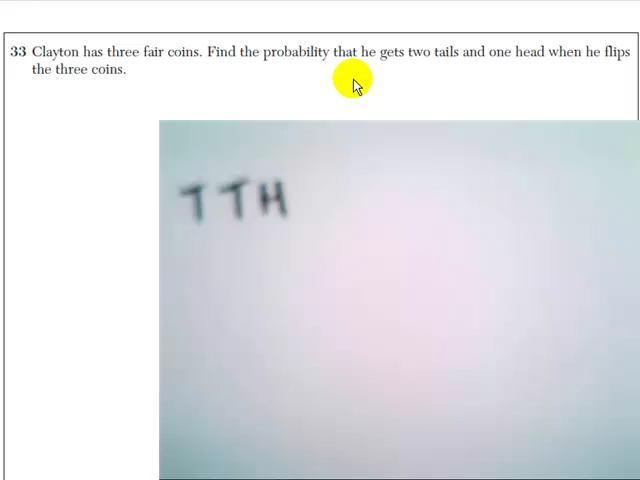 33 Clayton has three fair coins. Find the probability that he gets two tails and one head when he flips
the three coins.
T T H